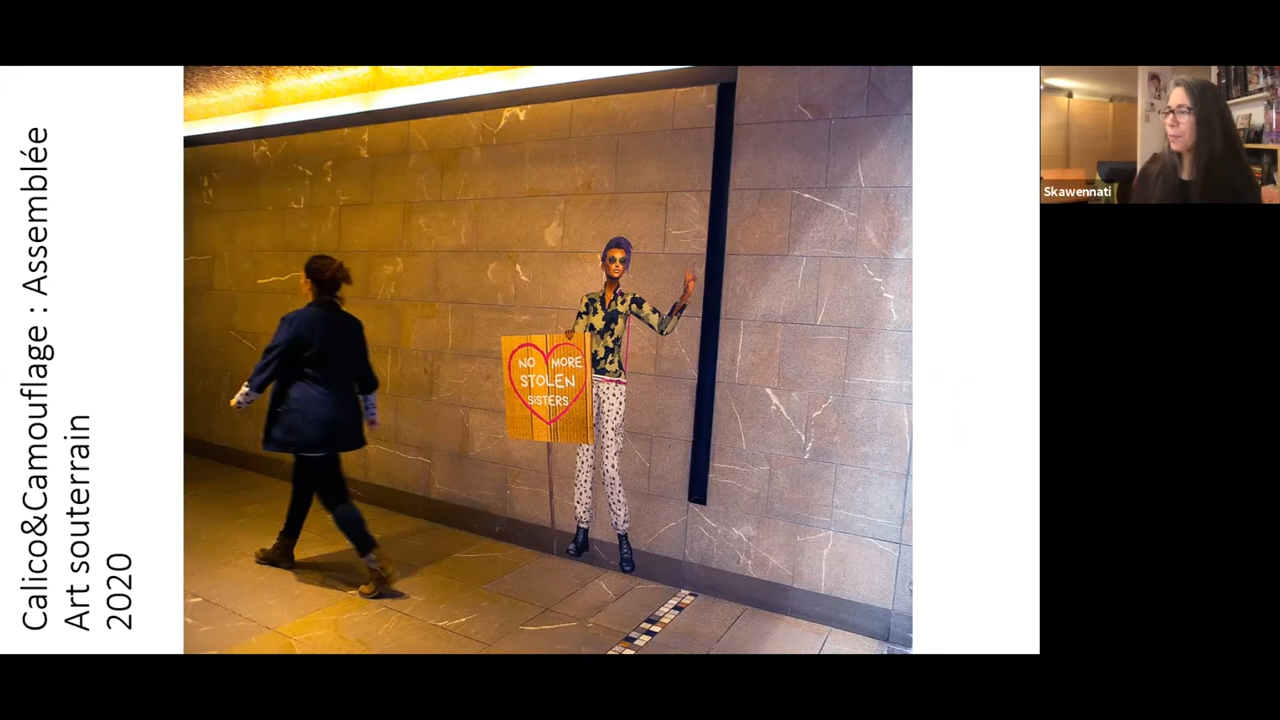 Calico&Camouflage : Assemblée
Art souterrain
2020
NO MORE
STOLEN
SiSTERS
Skawennati